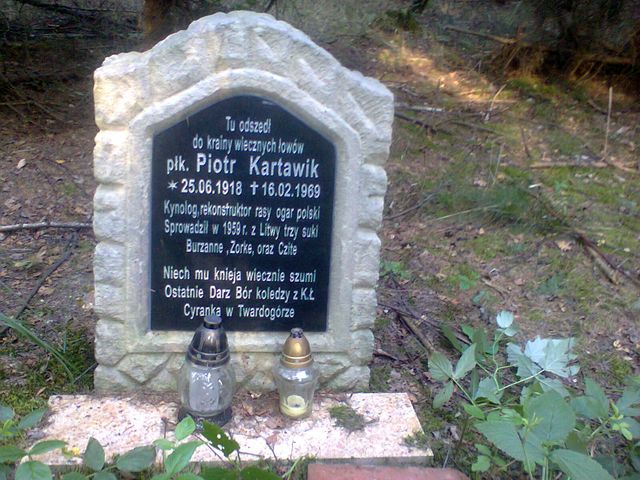 Tu odszedł
do krainy wiecznych łowów
płk. Piotr Kartawik
✶ 25.06.1918 ✝ 16.02.1969
Kynolog,rekonstruktor rasy ogar polski
Sprowadził w 1959 r. z Litwy trzy suki
Burzanne , Zorke, oraz Czite
Niech mu knieja wiecznie szumi
Ostatnie Darz Bór koledzy z K.Ł
Cyranka w Twardogórze